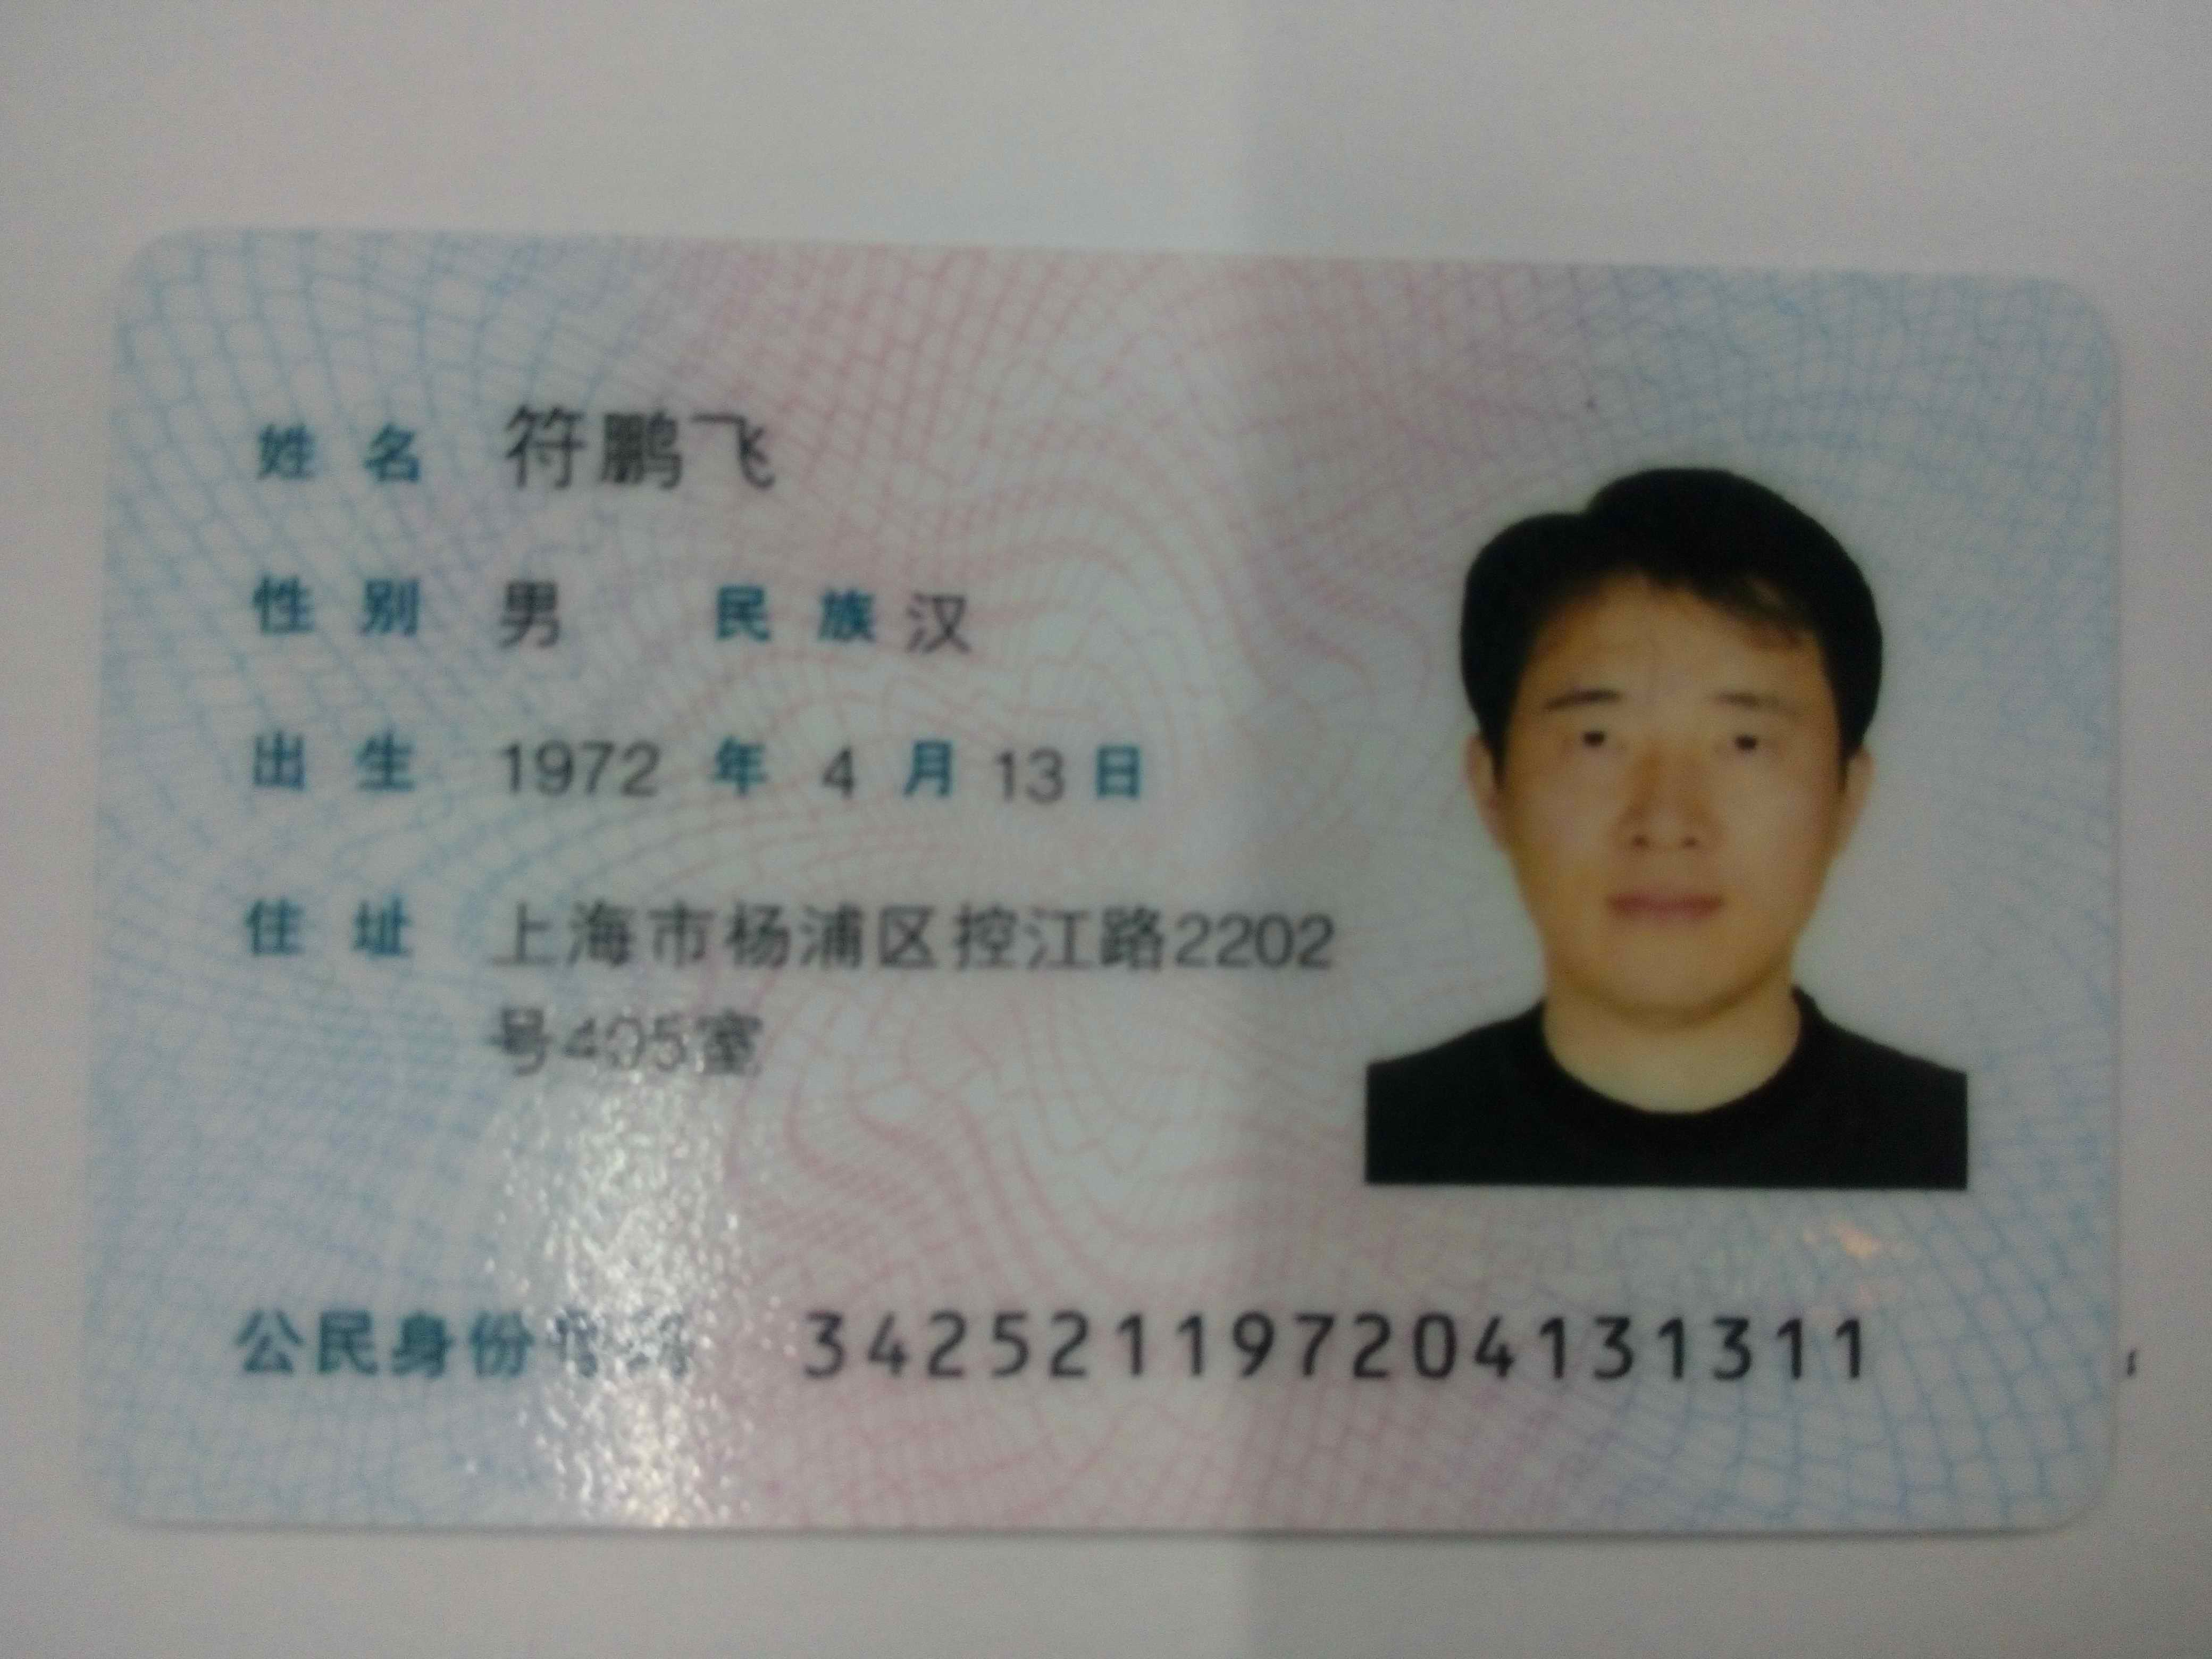 姓名 符鹏飞
性别 男 民族 汉
出生 1972 年 4 月 13 日
住址 上海市杨浦区控江路2202
号405室
公民身份号码 342521197204131311